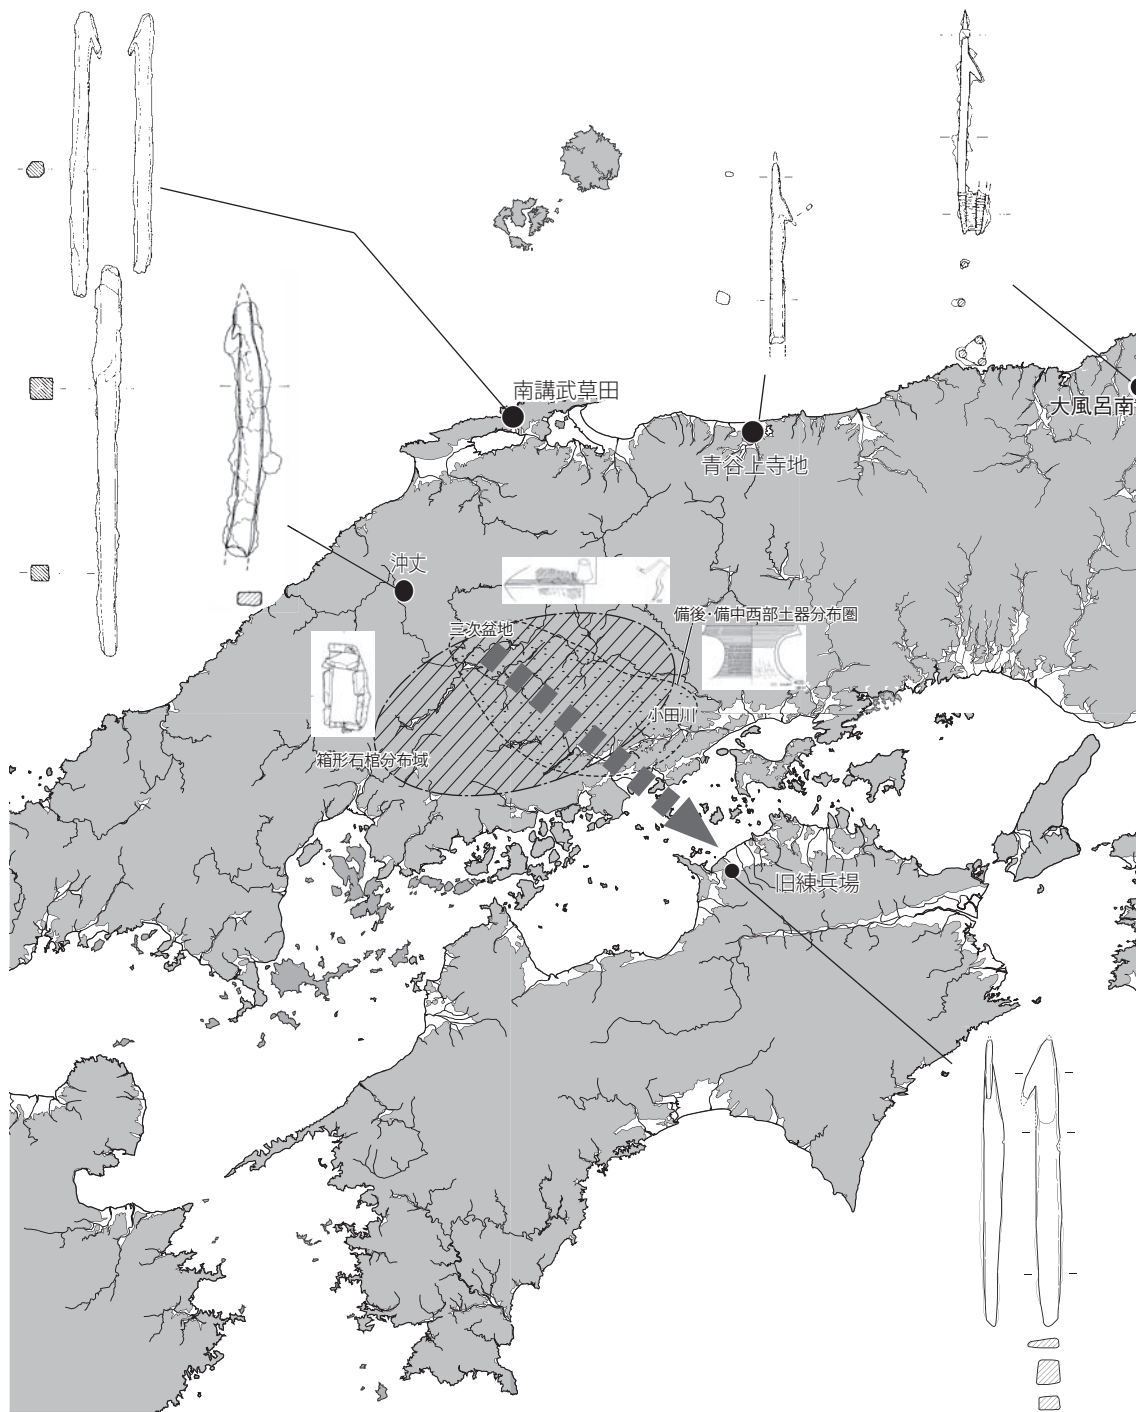 南講武草田
大風呂南
青谷上寺地
沖丈
備後・備中西部土器分布圏
三次盆地
小田川
箱形石棺分布域
旧練兵場